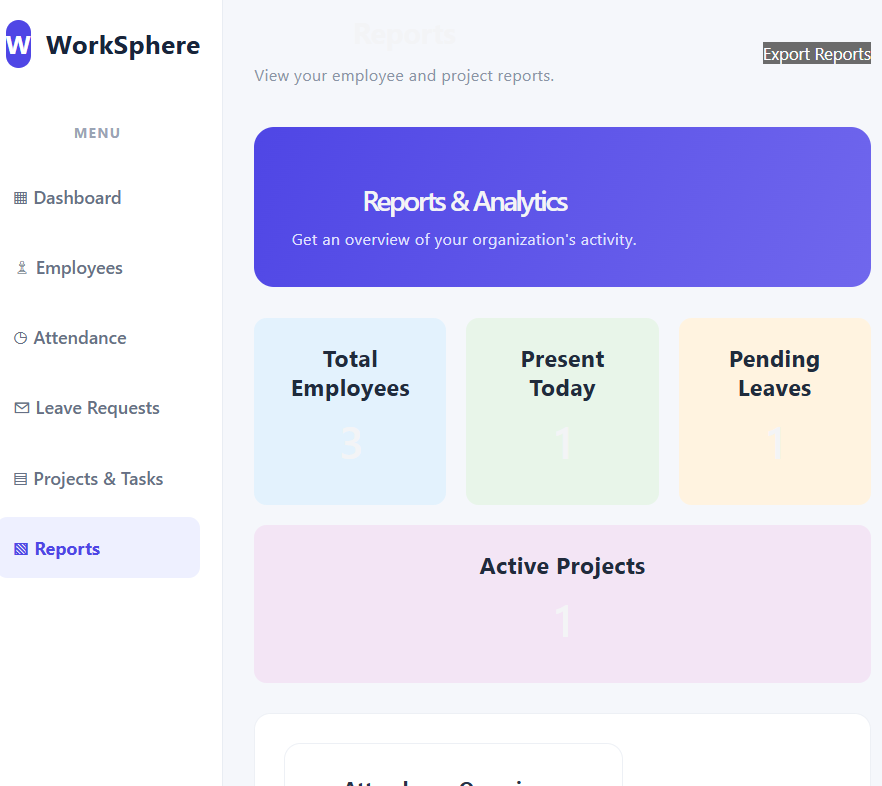 W WorkSphere
MENU
Dashboard
Employees
Attendance
Leave Requests
Projects & Tasks
Reports
Reports
View your employee and project reports.
Export Reports
Reports & Analytics
Get an overview of your organization's activity.
Total
Employees
3
Present
Today
1
Pending
Leaves
1
Active Projects
1